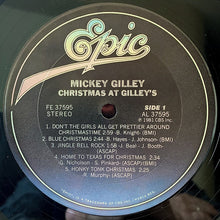 Epic
MICKEY GILLEY
CHRISTMAS AT GILLEY'S
FE 37595
STEREO
SIDE 1
AL 37595
℗ 1981 CBS Inc.
1. DON'T THE GIRLS ALL GET PRETTIER AROUND
CHRISTMASTIME 2:59 -B. Knight- (BMI)
2. BLUE CHRISTMAS 2:44 -B. Hayes - J. Johnson- (BMI)
3. JINGLE BELL ROCK 1:58 -J. Beal - J. Booth-
(ASCAP)
4. HOME TO TEXAS FOR CHRISTMAS 2:34
-G. Nicholson - S. Pinkard- (ASCAP)(BMI)
5. HONKY TONK CHRISTMAS 2:25
R. Murphy- (ASCAP)